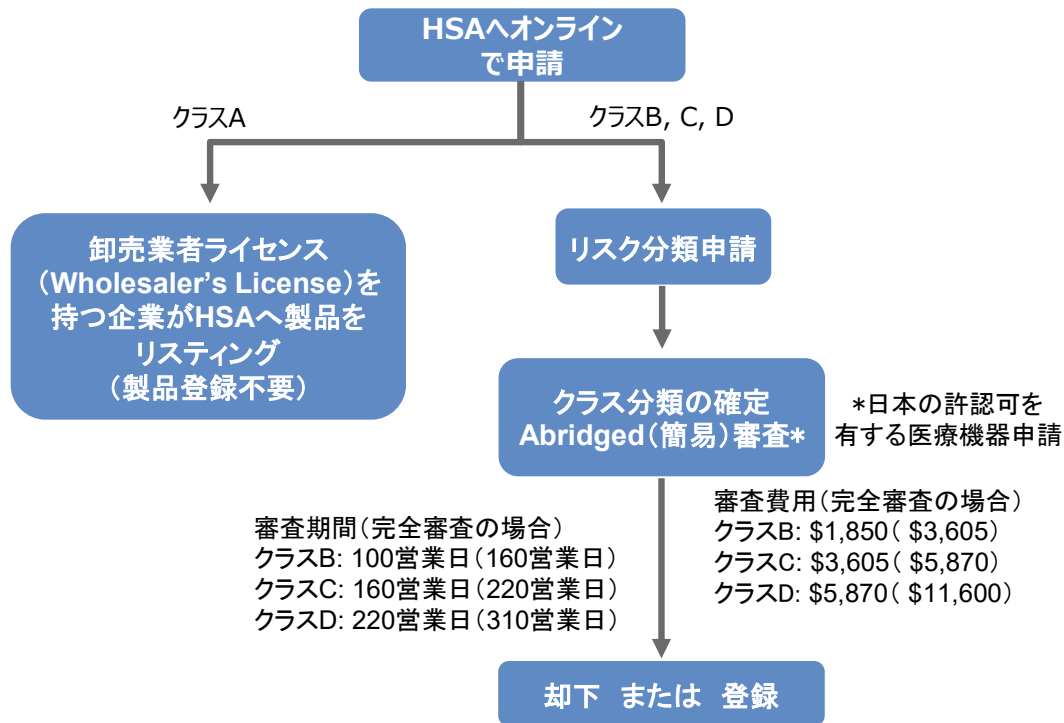 HSAへオンライン
で申請
クラスA
クラスB, C, D
卸売業者ライセンス
（Wholesaler’s License）を
持つ企業がHSAへ製品を
リスティング
（製品登録不要）
リスク分類申請
クラス分類の確定
Abridged（簡易）審査*
*日本の許認可を
有する医療機器申請
審査期間（完全審査の場合）
クラスB: 100営業日（160営業日）
クラスC: 160営業日（220営業日）
クラスD: 220営業日（310営業日）
審査費用（完全審査の場合）
クラスB: $1,850（ $3,605）
クラスC: $3,605（ $5,870）
クラスD: $5,870（ $11,600）
却下 または 登録